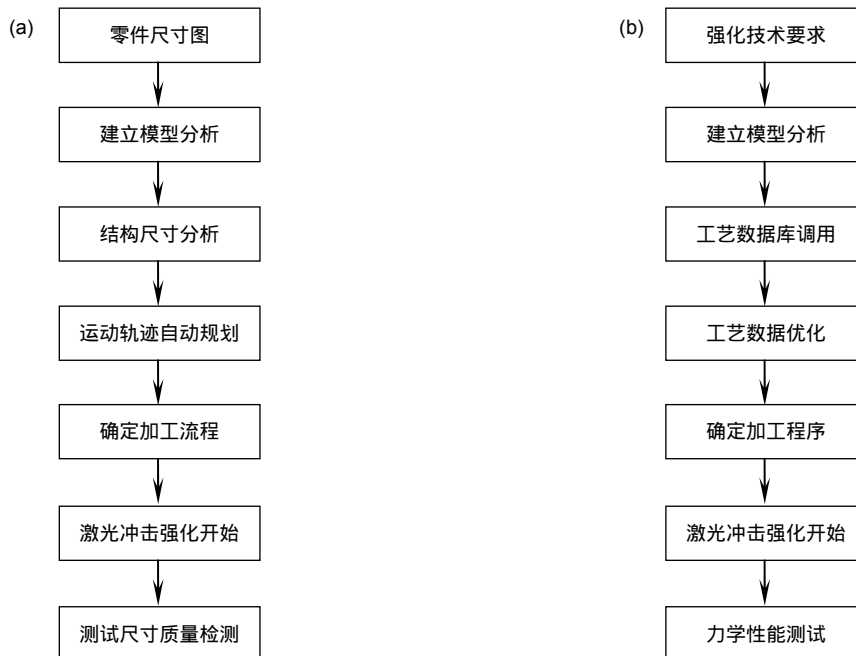 (a)
零件尺寸图
建立模型分析
结构尺寸分析
运动轨迹自动规划
确定加工流程
激光冲击强化开始
测试尺寸质量检测
(b)
强化技术要求
建立模型分析
工艺数据库调用
工艺数据优化
确定加工程序
激光冲击强化开始
力学性能测试